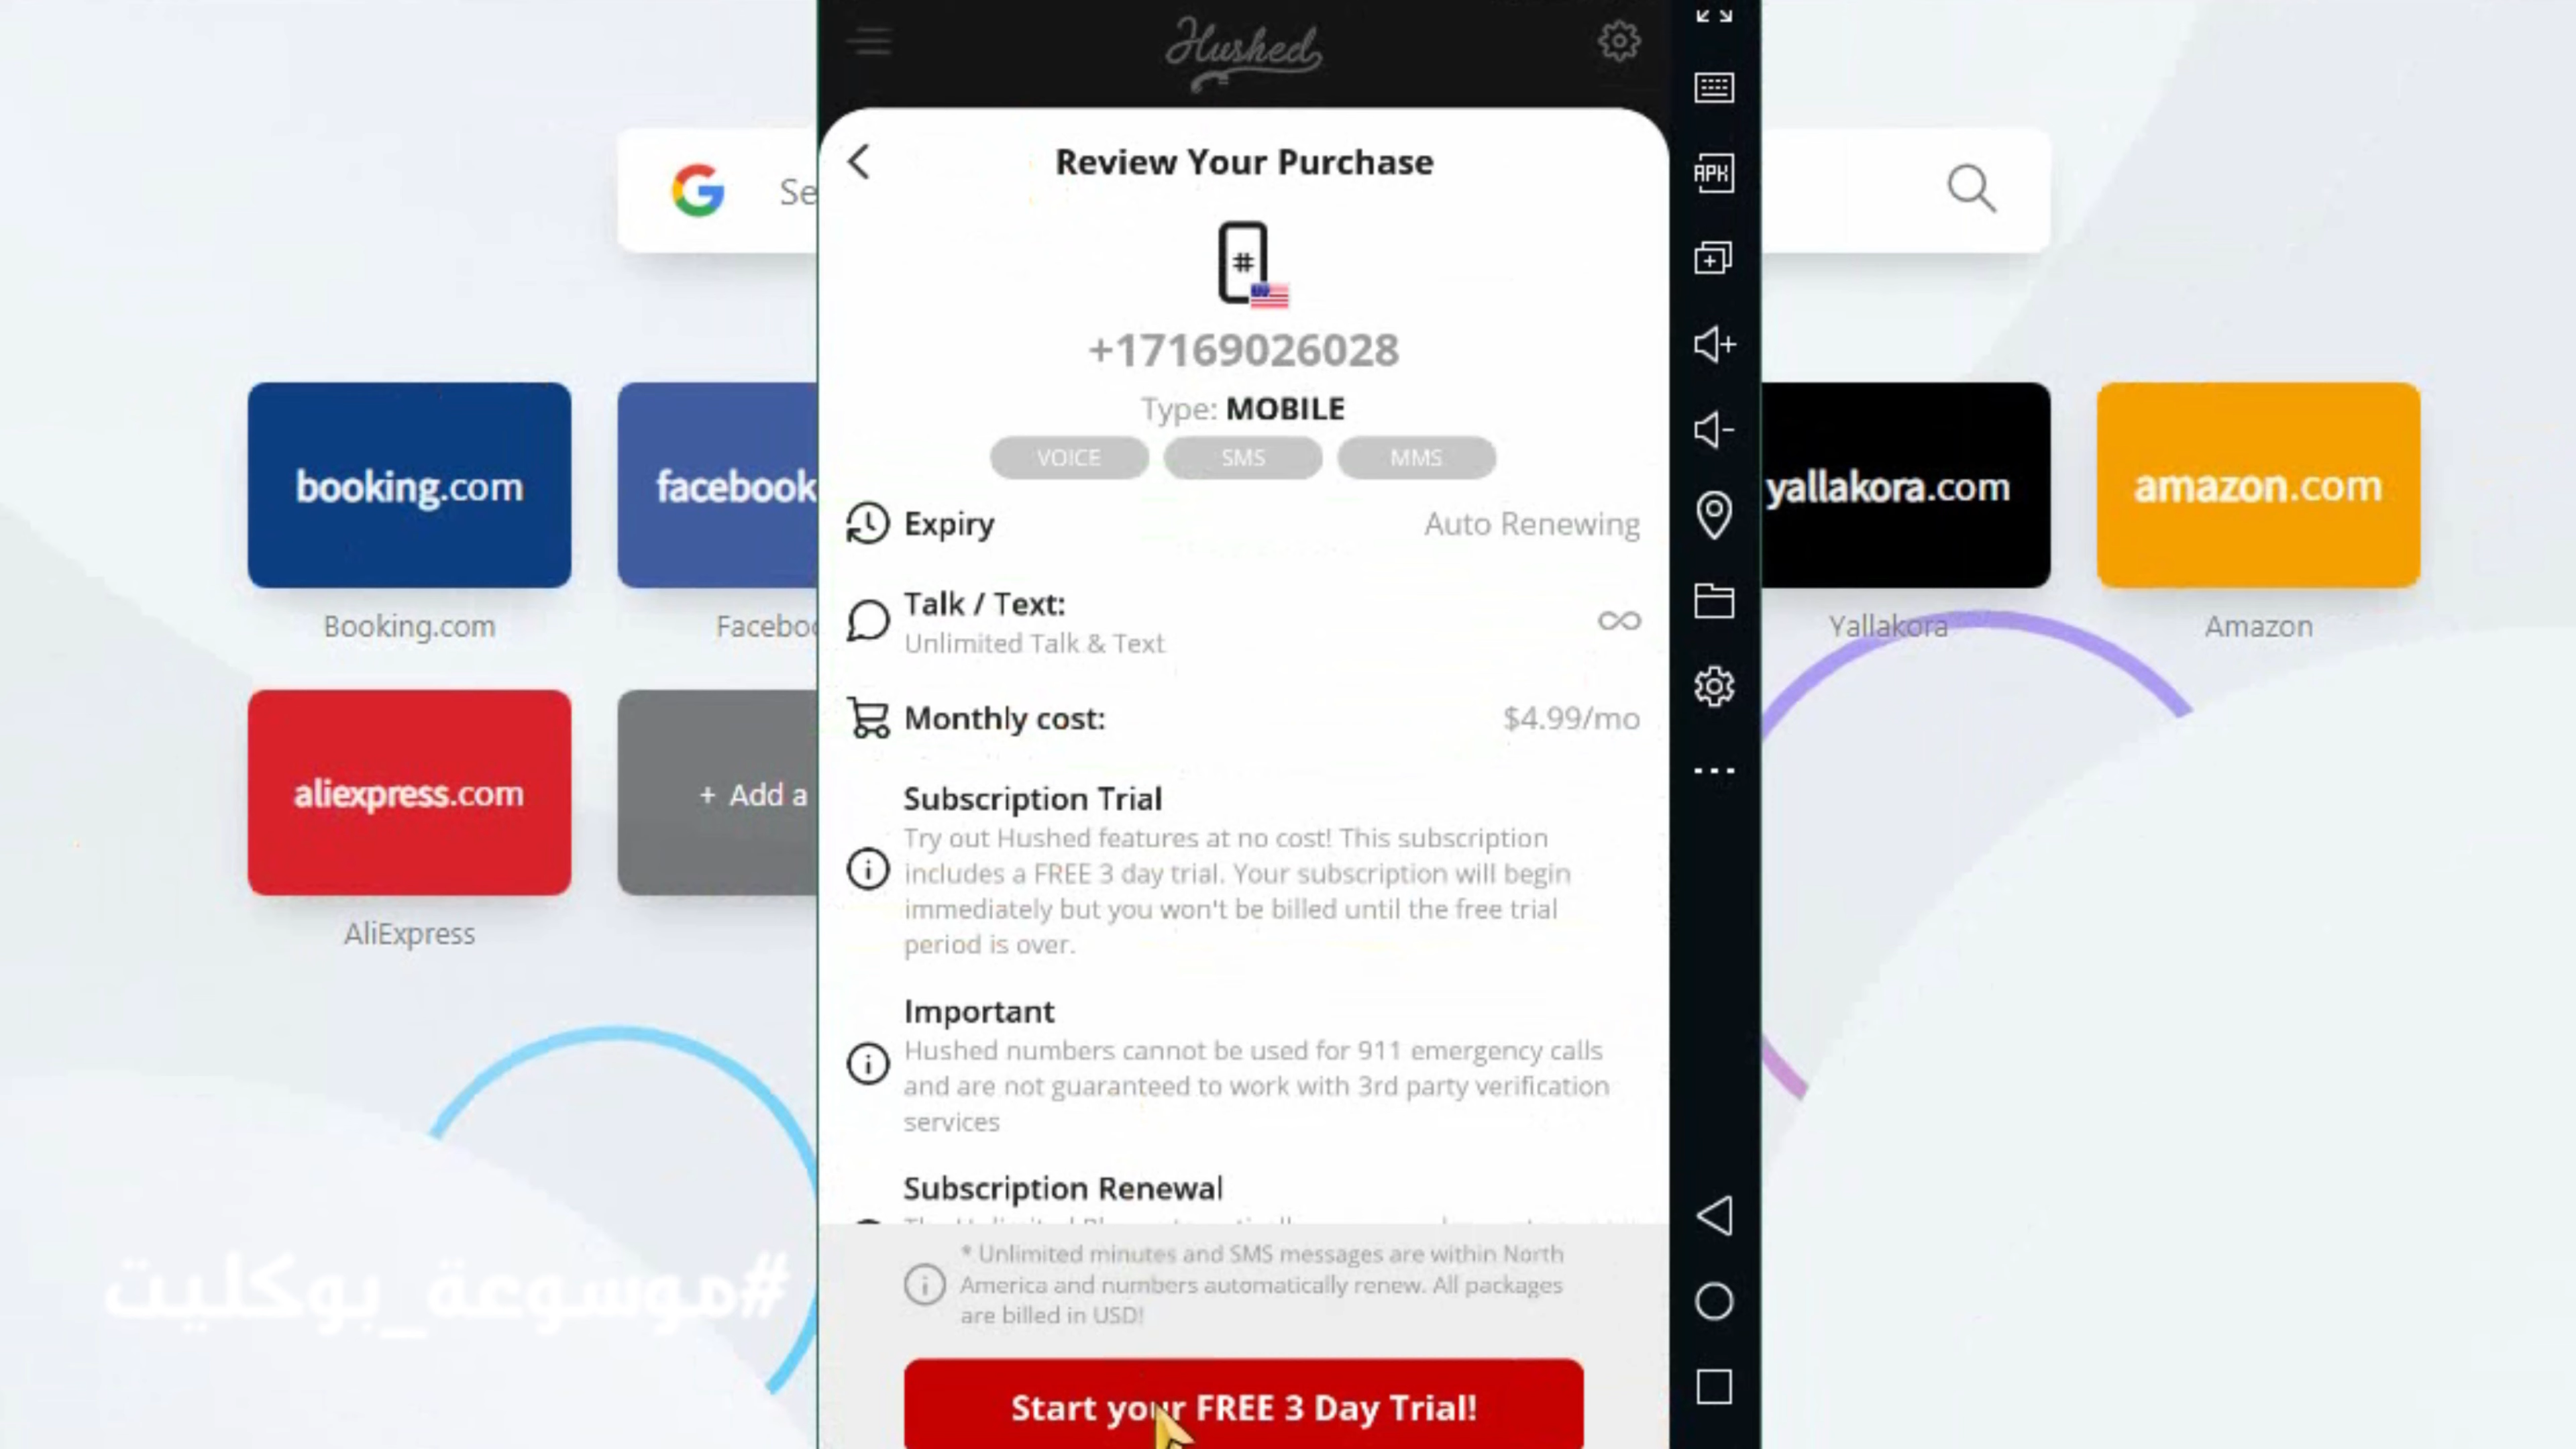 Hushed
Review Your Purchase
#
+17169026028
Type: MOBILE
VOICE SMS MMS
Expiry Auto Renewing
Talk / Text:
Unlimited Talk & Text ∞
Monthly cost: $4.99/mo
Subscription Trial
Try out Hushed features at no cost! This subscription
includes a FREE 3 day trial. Your subscription will begin
immediately but you won't be billed until the free trial
period is over.
Important
Hushed numbers cannot be used for 911 emergency calls
and are not guaranteed to work with 3rd party verification
services
Subscription Renewal
* Unlimited minutes and SMS messages are within North
America and numbers automatically renew. All packages
are billed in USD!
Start your FREE 3 Day Trial!
G Se
booking.com
Booking.com
facebook
Faceboo
aliexpress.com
AliExpress
+ Add a
yallakora.com
Yallakora
amazon.com
Amazon
APK
#موسوعة_بوكليت